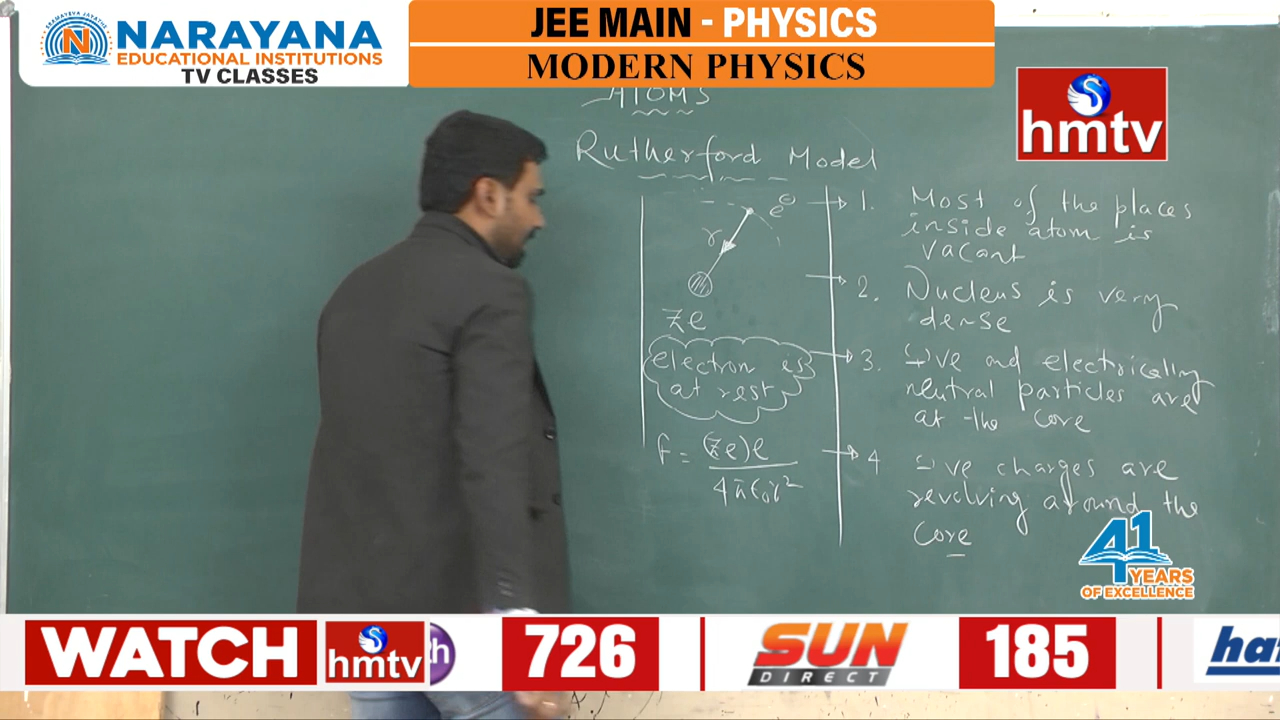 NARAYANA
EDUCATIONAL INSTITUTIONS
TV CLASSES
JEE MAIN - PHYSICS
MODERN PHYSICS
hmtv
ATOMS
Rutherford Model
e⊖
r
Ze
electron is
at rest
F = (Ze)e
4πε₀r²
1. Most of the places
inside atom is
vacant
2. Nucleus is very
dense
3. ⊕ve and electrically
neutral particles are
at the core
4 ⊖ve charges are
revolving around the
core
41
YEARS
OF EXCELLENCE
WATCH hmtv 726 SUN 185
DIRECT